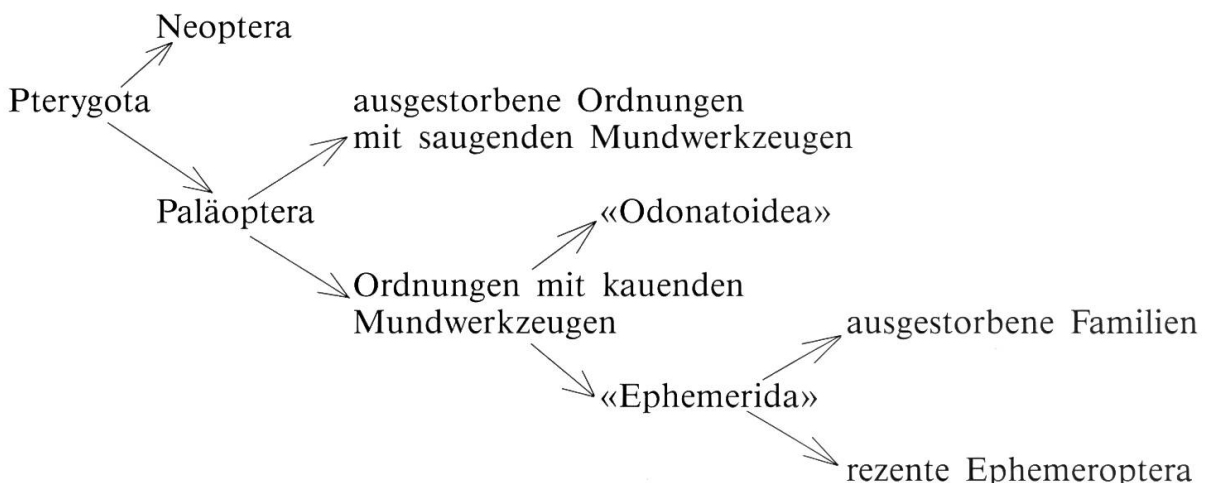 Neoptera
Pterygota
ausgestorbene Ordnungen
mit saugenden Mundwerkzeugen
Paläoptera
«Odonatoidea»
Ordnungen mit kauenden
Mundwerkzeugen
ausgestorbene Familien
«Ephemerida»
rezente Ephemeroptera